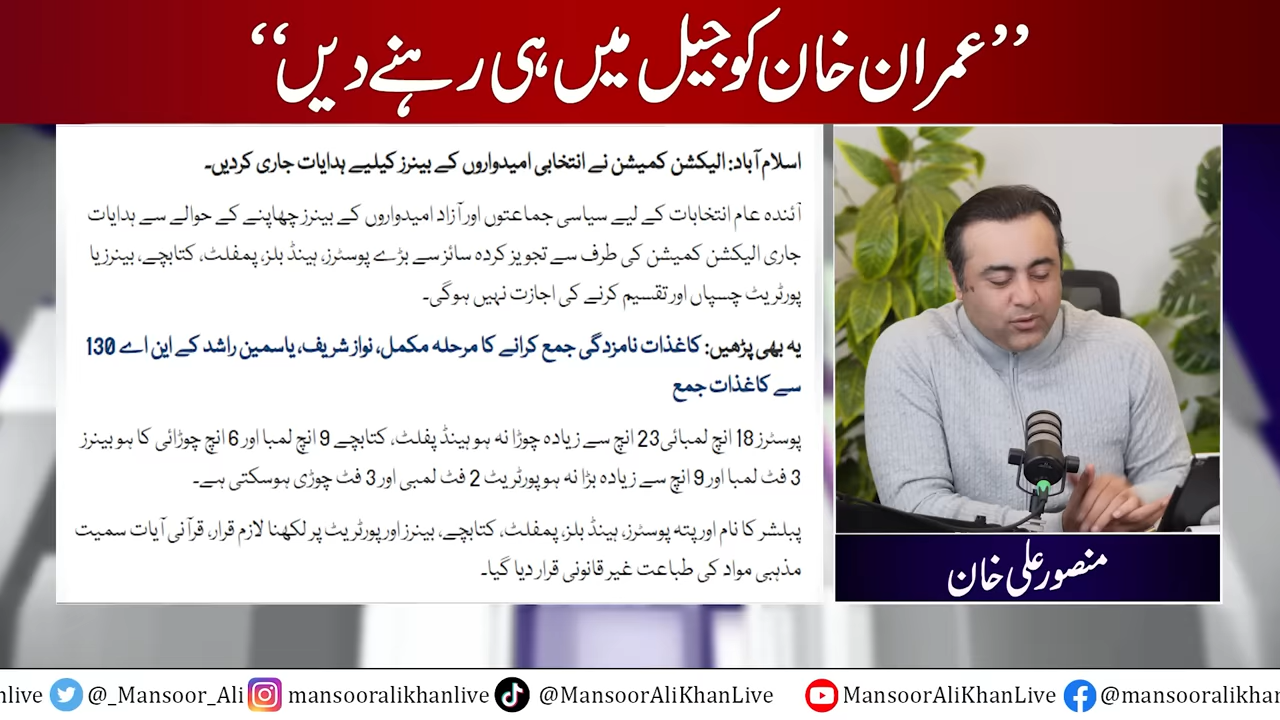 ’’عمران خان کو جیل میں ہی رہنے دیں‘‘
اسلام آباد: الیکشن کمیشن نے انتخابی امیدواروں کے بینرز کیلیے ہدایات جاری کردیں۔
آئندہ عام انتخابات کے لیے سیاسی جماعتوں اور آزاد امیدواروں کے بینرز چھاپنے کے حوالے سے ہدایات
جاری الیکشن کمیشن کی طرف سے تجویز کردہ سائز سے بڑے پوسٹرز، ہینڈ بلز، پمفلٹ، کتابچے، بینرز یا
پورٹریٹ چسپاں اور تقسیم کرنے کی اجازت نہیں ہوگی۔
یہ بھی پڑھیں: کاغذات نامزدگی جمع کرانے کا مرحلہ مکمل، نواز شریف، یاسمین راشد کے این اے 130
سے کاغذات جمع
پوسٹرز 18 انچ لمبائی 23 انچ سے زیادہ چوڑا نہ ہو ہینڈ پفلٹ، کتابچے 9 انچ لمبا اور 6 انچ چوڑائی کا ہو بینرز
3 فٹ لمبا اور 9 انچ سے زیادہ بڑا نہ ہو پورٹریٹ 2 فٹ لمبی اور 3 فٹ چوڑی ہوسکتی ہے۔
پبلشر کا نام اور پتہ پوسٹرز، ہینڈ بلز، پمفلٹ، کتابچے، بینرز اور پورٹریٹ پر لکھنا لازم قرار، قرآنی آیات سمیت
مذہبی مواد کی طباعت غیر قانونی قرار دیا گیا۔
منصور علی خان
nlive @_Mansoor_Ali mansooralikhanlive @MansoorAliKhanLive MansoorAliKhanLive @mansooralikhan